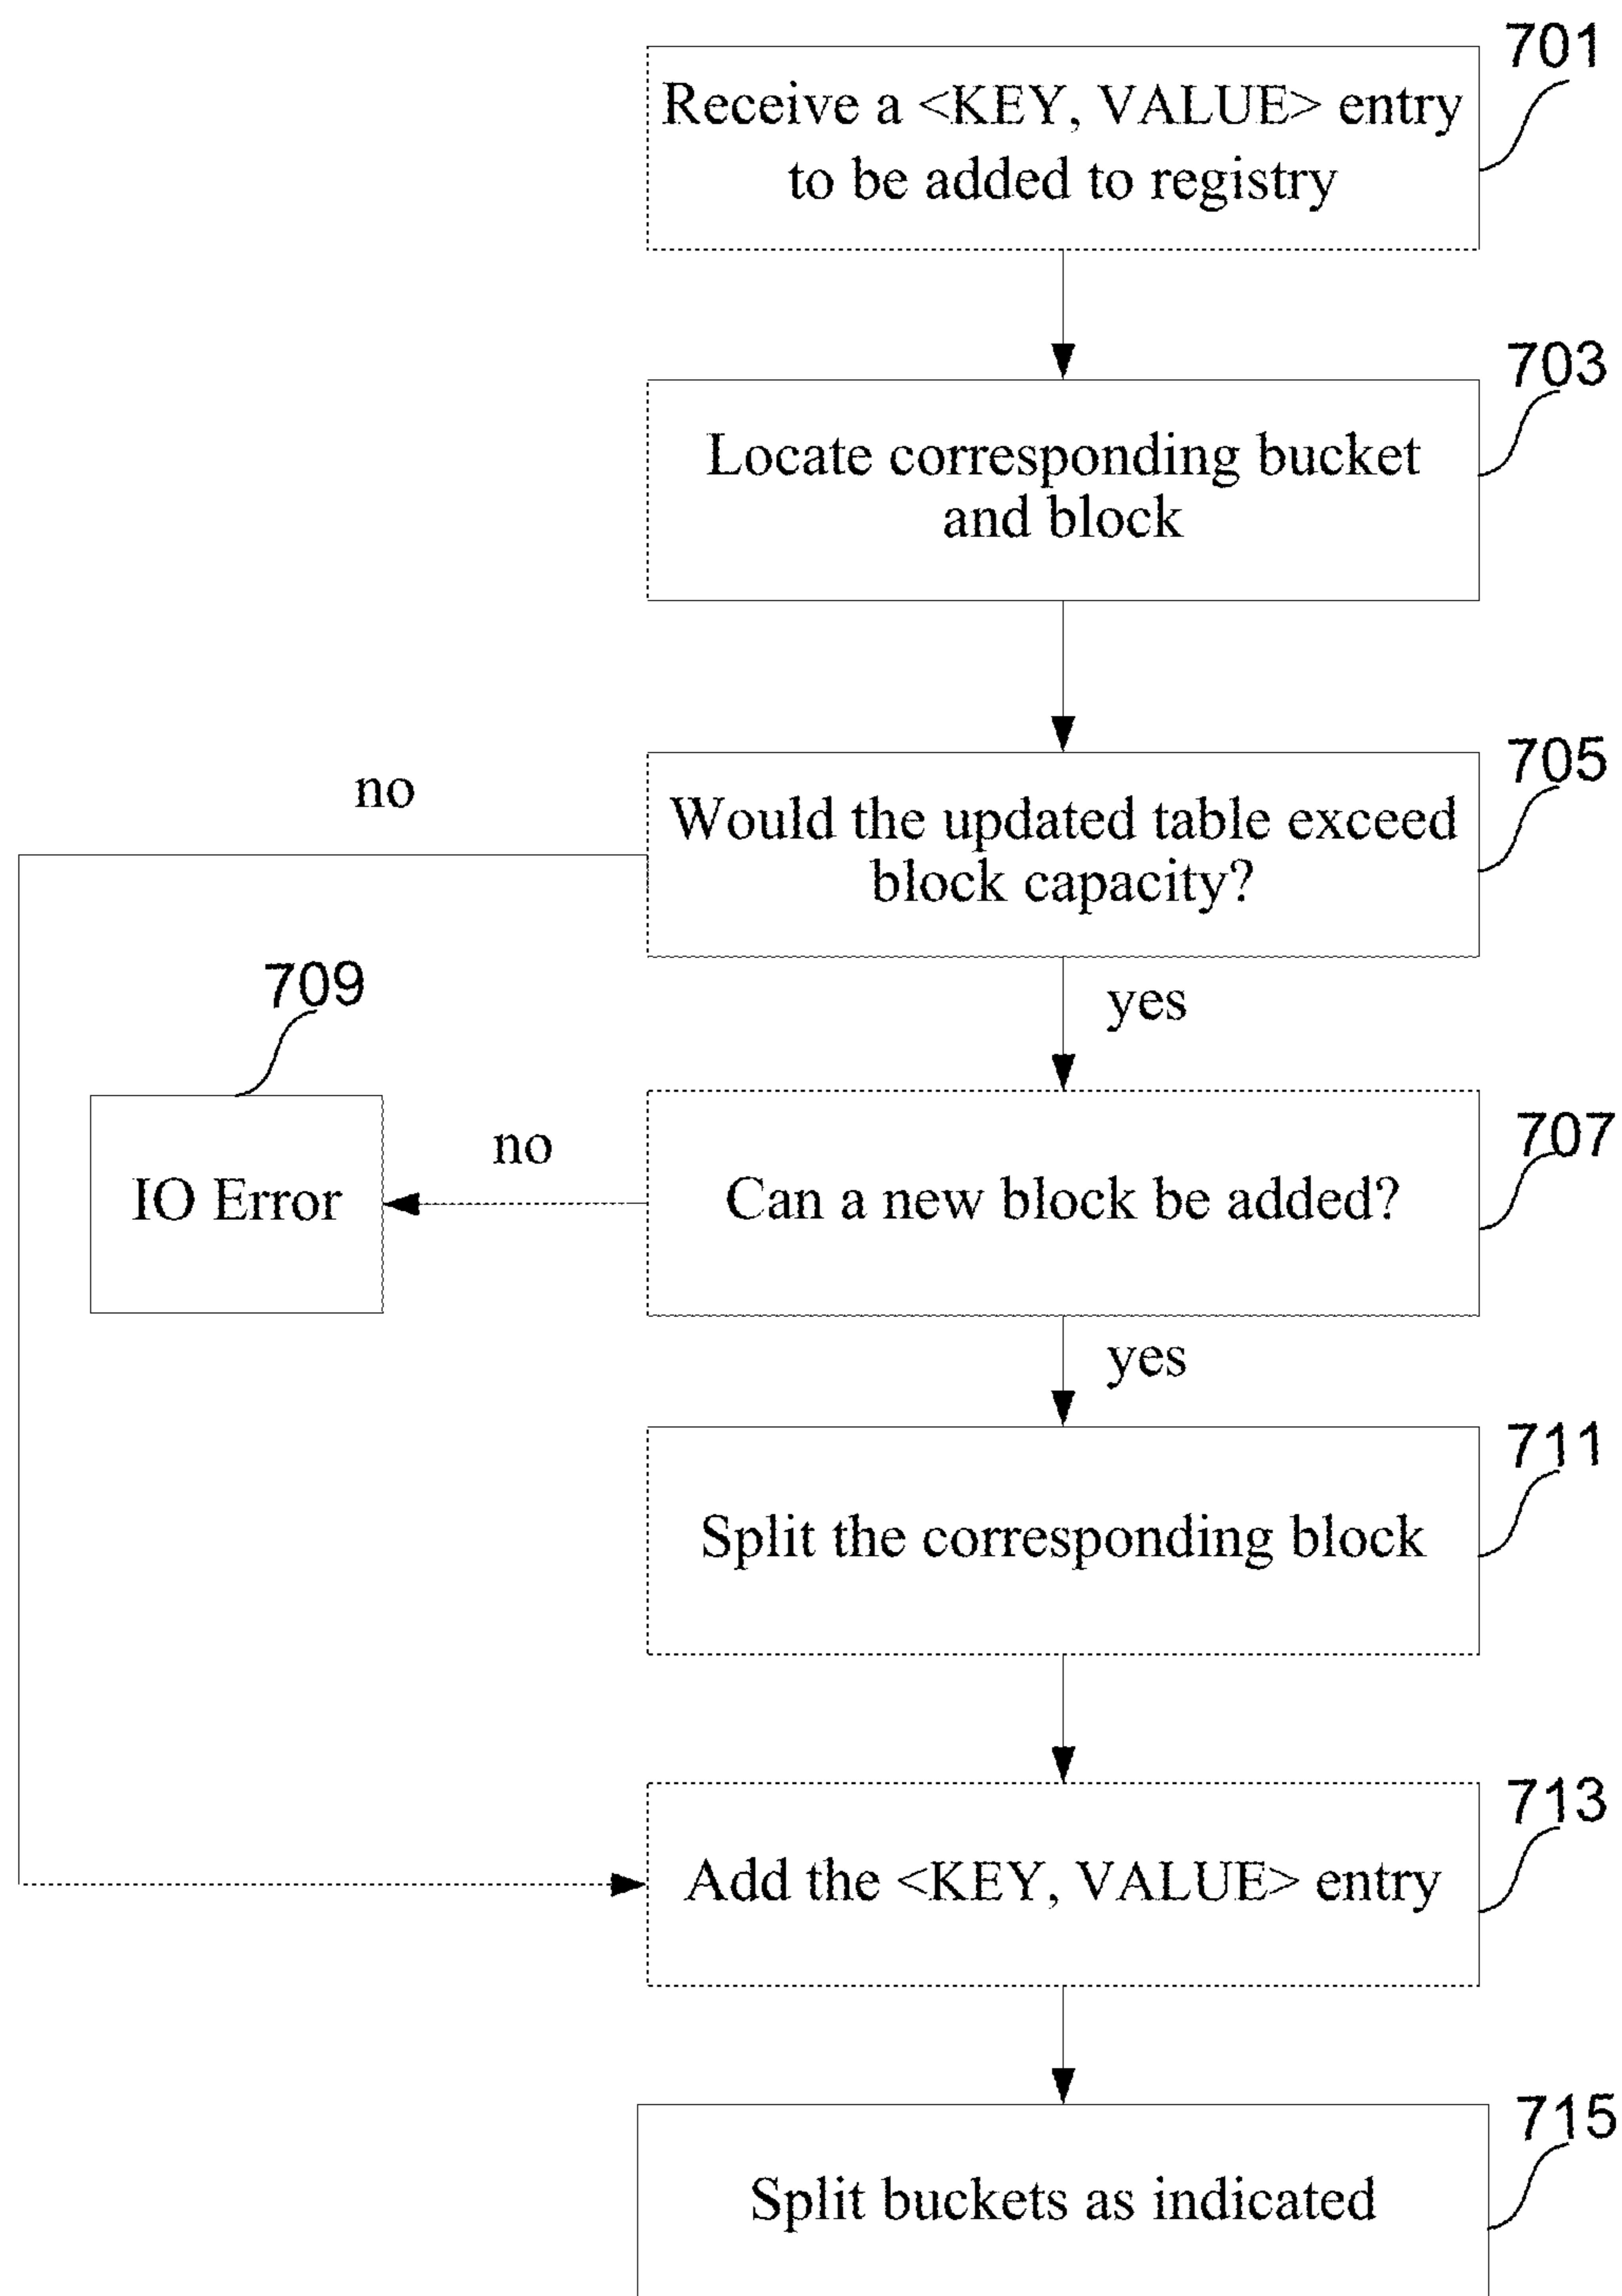 701
Receive a <KEY, VALUE> entry
to be added to registry
703
Locate corresponding bucket
and block
705
no
Would the updated table exceed
block capacity?
709
yes
707
no
IO Error
Can a new block be added?
yes
711
Split the corresponding block
713
Add the <KEY, VALUE> entry
715
Split buckets as indicated